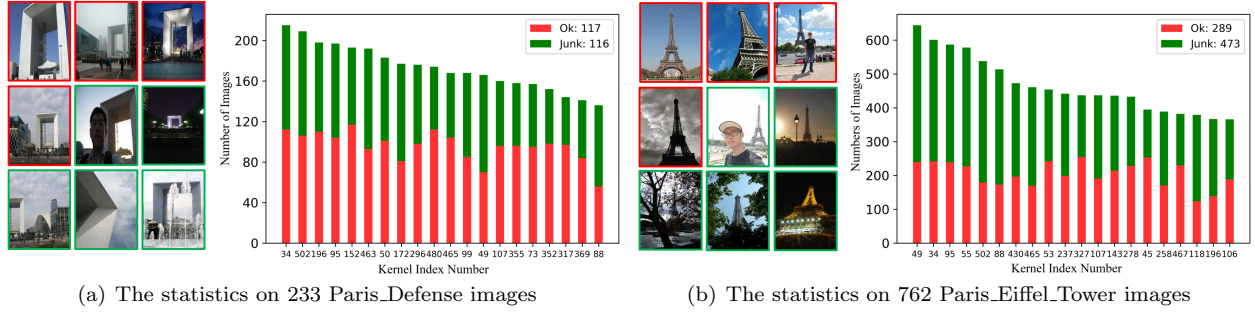 Ok: 117
Junk: 116
200
160
120
80
40
0
Number of Images
34 502 196 95 152 463 50 172 296 480 465 99 49 107 355 73 352 317 369 88
Kernel Index Number
(a) The statistics on 233 Paris_Defense images
Ok: 289
Junk: 473
600
500
400
300
200
100
0
Numbers of Images
49 34 95 55 502 88 430 465 53 237 327 107 143 278 45 258 467 118 196 106
Kernel Index Number
(b) The statistics on 762 Paris_Eiffel_Tower images